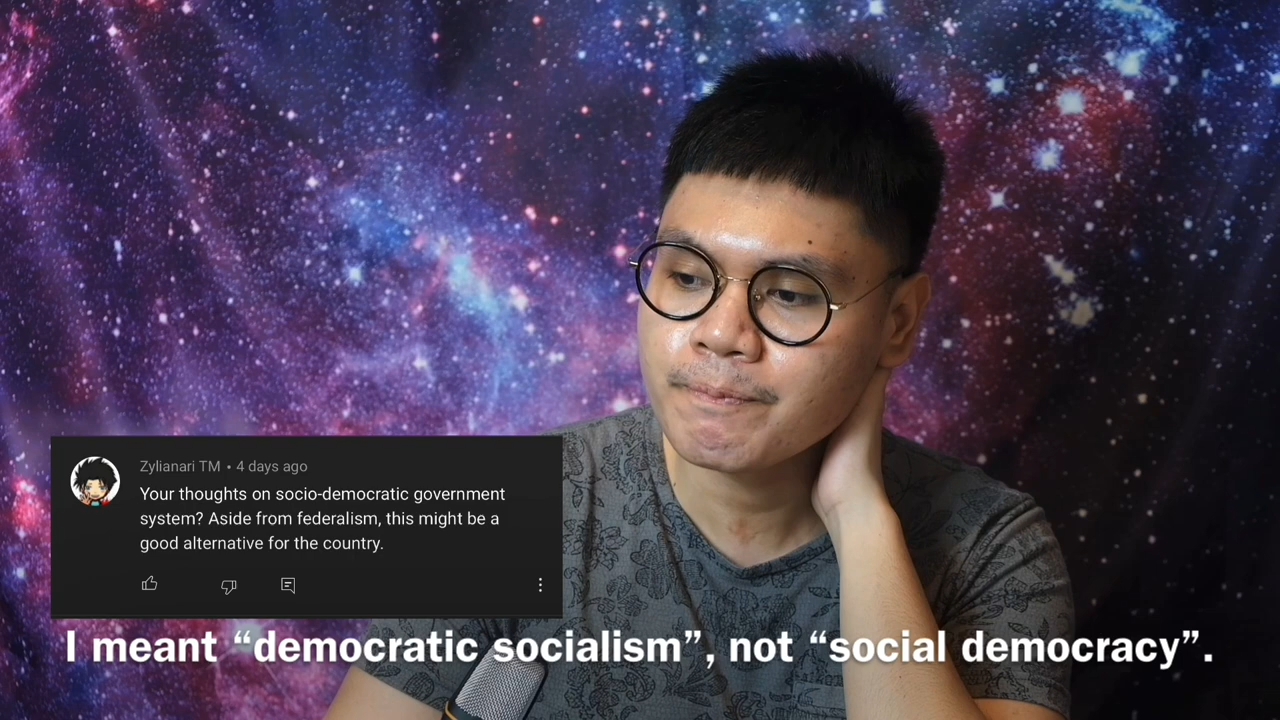 Zylianari TM • 4 days ago
Your thoughts on socio-democratic government
system? Aside from federalism, this might be a
good alternative for the country.
I meant “democratic socialism”, not “social democracy”.